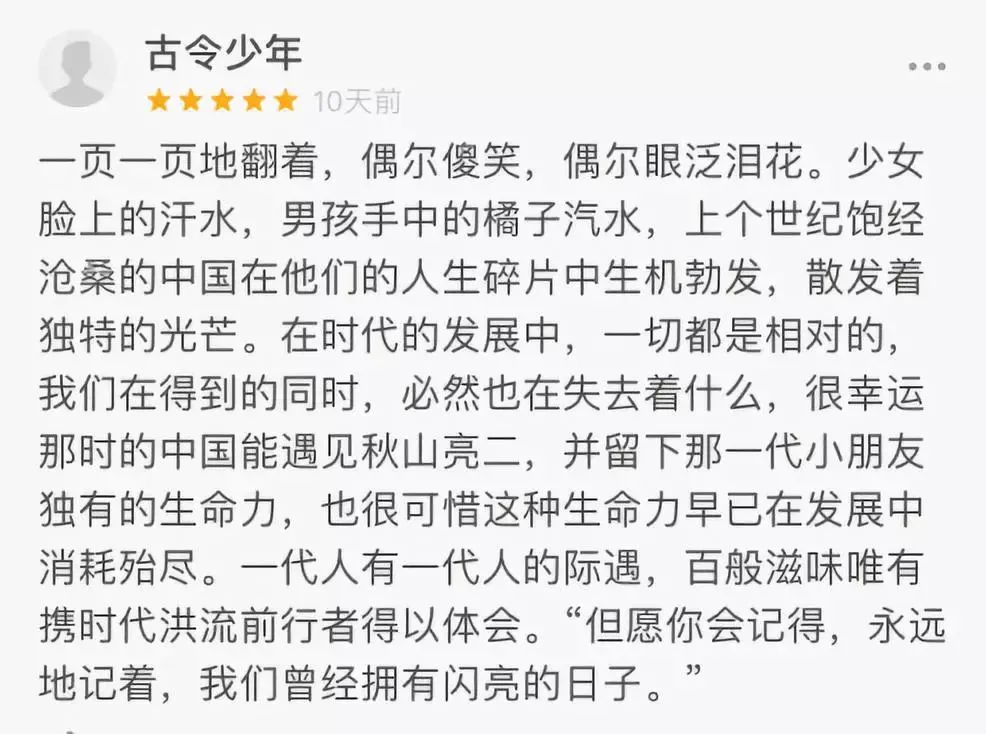 古令少年
10天前
一页一页地翻着，偶尔傻笑，偶尔眼泛泪花。少女
脸上的汗水，男孩手中的橘子汽水，上个世纪饱经
沧桑的中国在他们的人生碎片中生机勃发，散发着
独特的光芒。在时代的发展中，一切都是相对的，
我们在得到的同时，必然也在失去着什么，很幸运
那时的中国能遇见秋山亮二，并留下那一代小朋友
独有的生命力，也很可惜这种生命力早已在发展中
消耗殆尽。一代人有一代人的际遇，百般滋味唯有
携时代洪流前行者得以体会。“但愿你会记得，永远
地记着，我们曾经拥有闪亮的日子。”